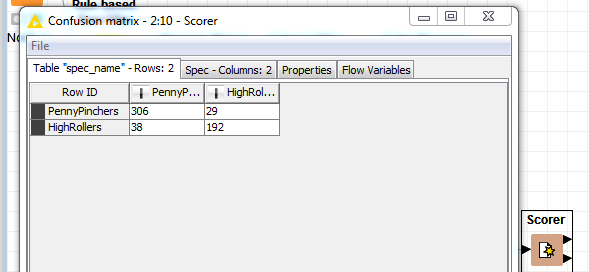 Rule based
No
Confusion matrix - 2:10 - Scorer
File
Table "spec_name" - Rows: 2 Spec - Columns: 2 Properties Flow Variables
Row ID PennyP... HighRol...
PennyPinchers 306 29
HighRollers 38 192
Scorer